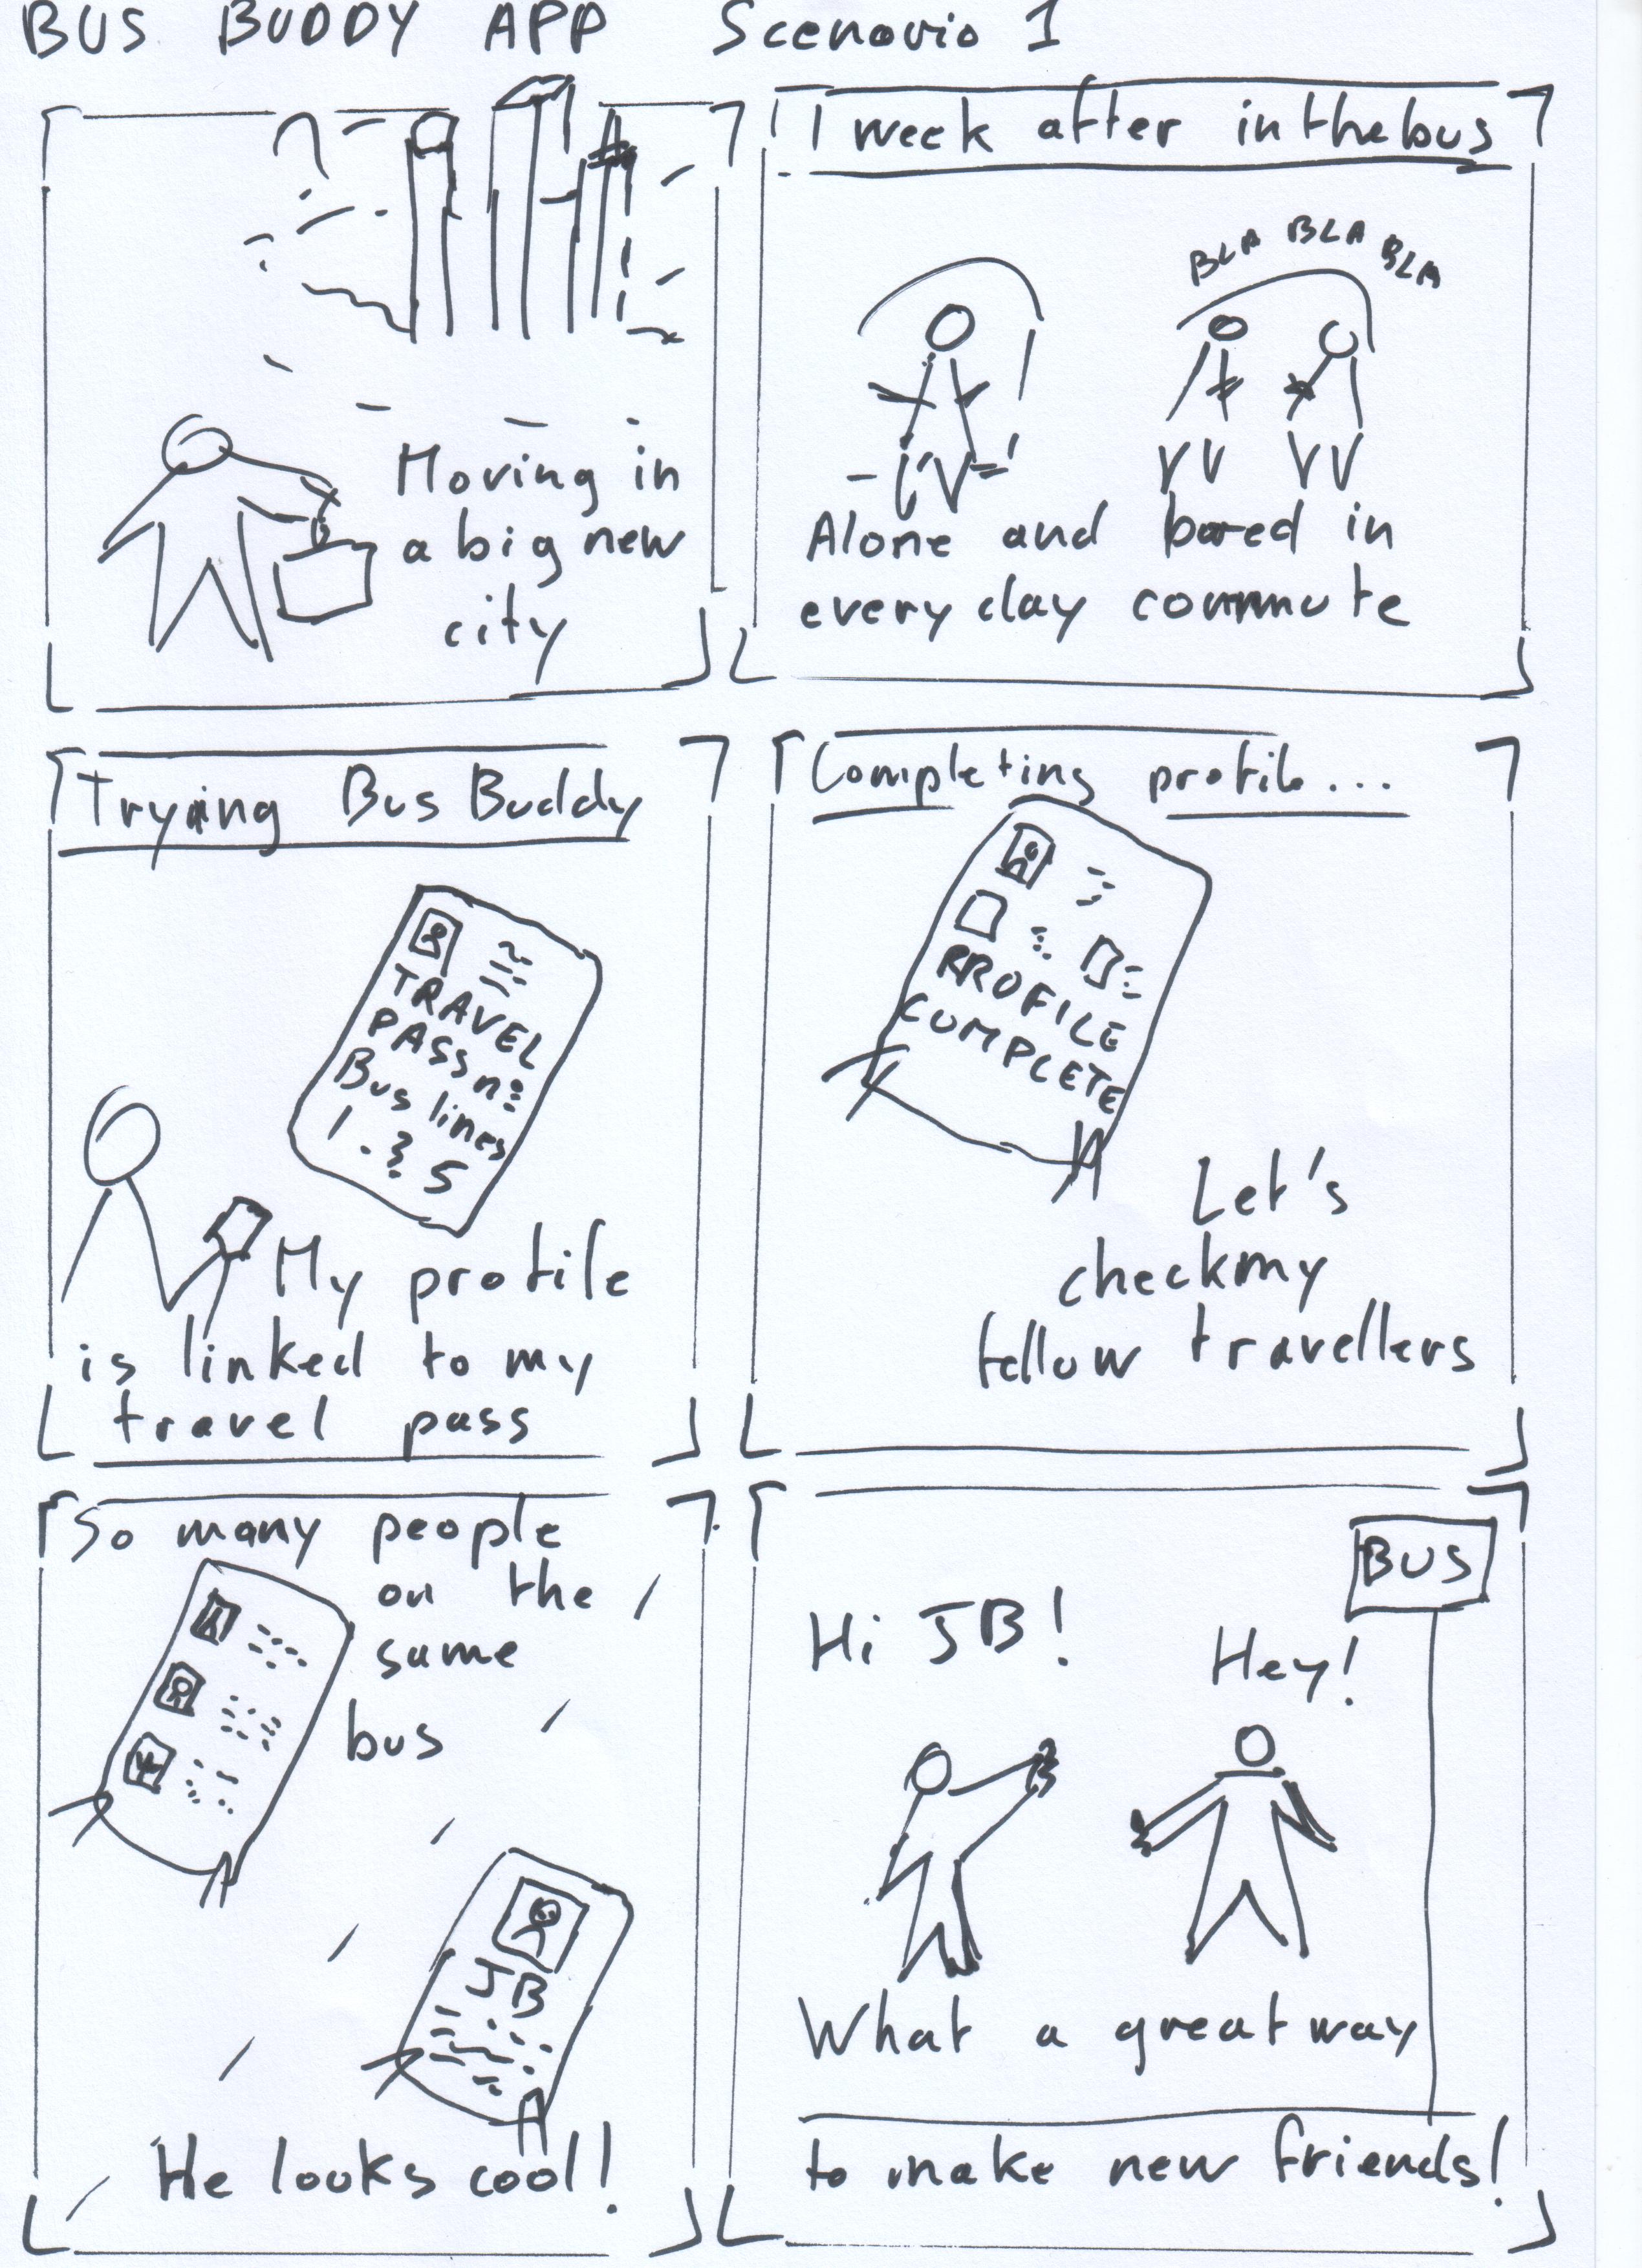 BUS BUDDY APP Scenario 1
Moving in
a big new
city
1 week after in the bus
BLA BLA BLA
Alone and bored in
every day commute
Trying Bus Buddy
TRAVEL
PASS n°
Bus lines
1 . 3 5
My profile
is linked to my
travel pass
Completing profile...
PROFILE
COMPLETE
Let's
check my
fellow travellers
So many people
on the
same
bus
JB
He looks cool!
BUS
Hi JB!
Hey!
What a great way
to make new friends!